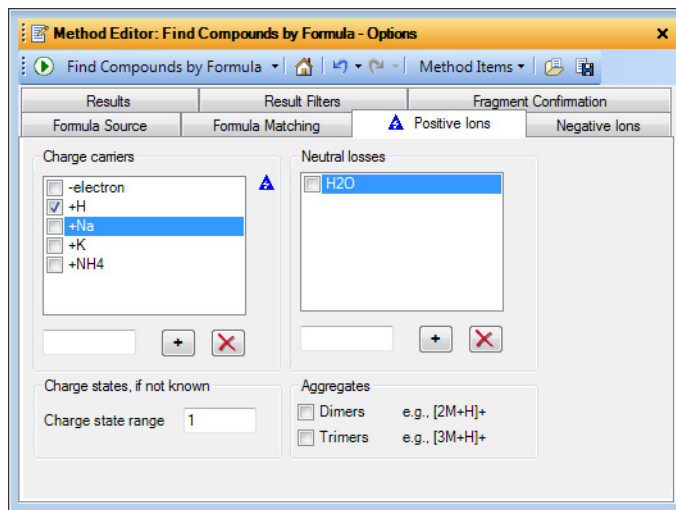 Method Editor: Find Compounds by Formula - Options
Find Compounds by Formula Method Items
Results Result Filters Fragment Confirmation
Formula Source Formula Matching Positive Ions Negative Ions
Charge carriers Neutral losses
-electron H2O
+H
+Na
+K
+NH4
Charge states, if not known Aggregates
Charge state range 1 Dimers e.g., [2M+H]+
Trimers e.g., [3M+H]+